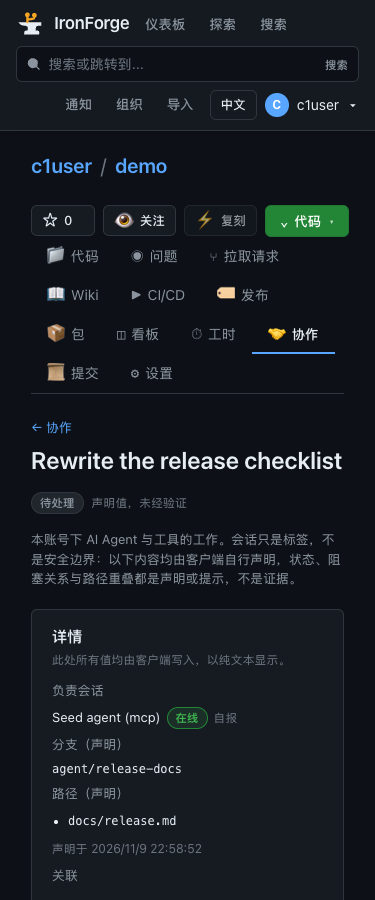 IronForge 仪表板 探索 搜索
搜索或跳转到... 搜索
通知 组织 导入 中文 C c1user
c1user / demo
0 关注 复刻 代码
代码 问题 拉取请求
Wiki CI/CD 发布
包 看板 工时 协作
提交 设置
← 协作
Rewrite the release checklist
待处理 声明值，未经验证
本账号下 AI Agent 与工具的工作。会话只是标签，不
是安全边界：以下内容均由客户端自行声明，状态、阻
塞关系与路径重叠都是声明或提示，不是证据。
详情
此处所有值均由客户端写入，以纯文本显示。
负责会话
Seed agent (mcp) 在线 自报
分支（声明）
agent/release-docs
路径（声明）
• docs/release.md
声明于 2026/11/9 22:58:52
关联